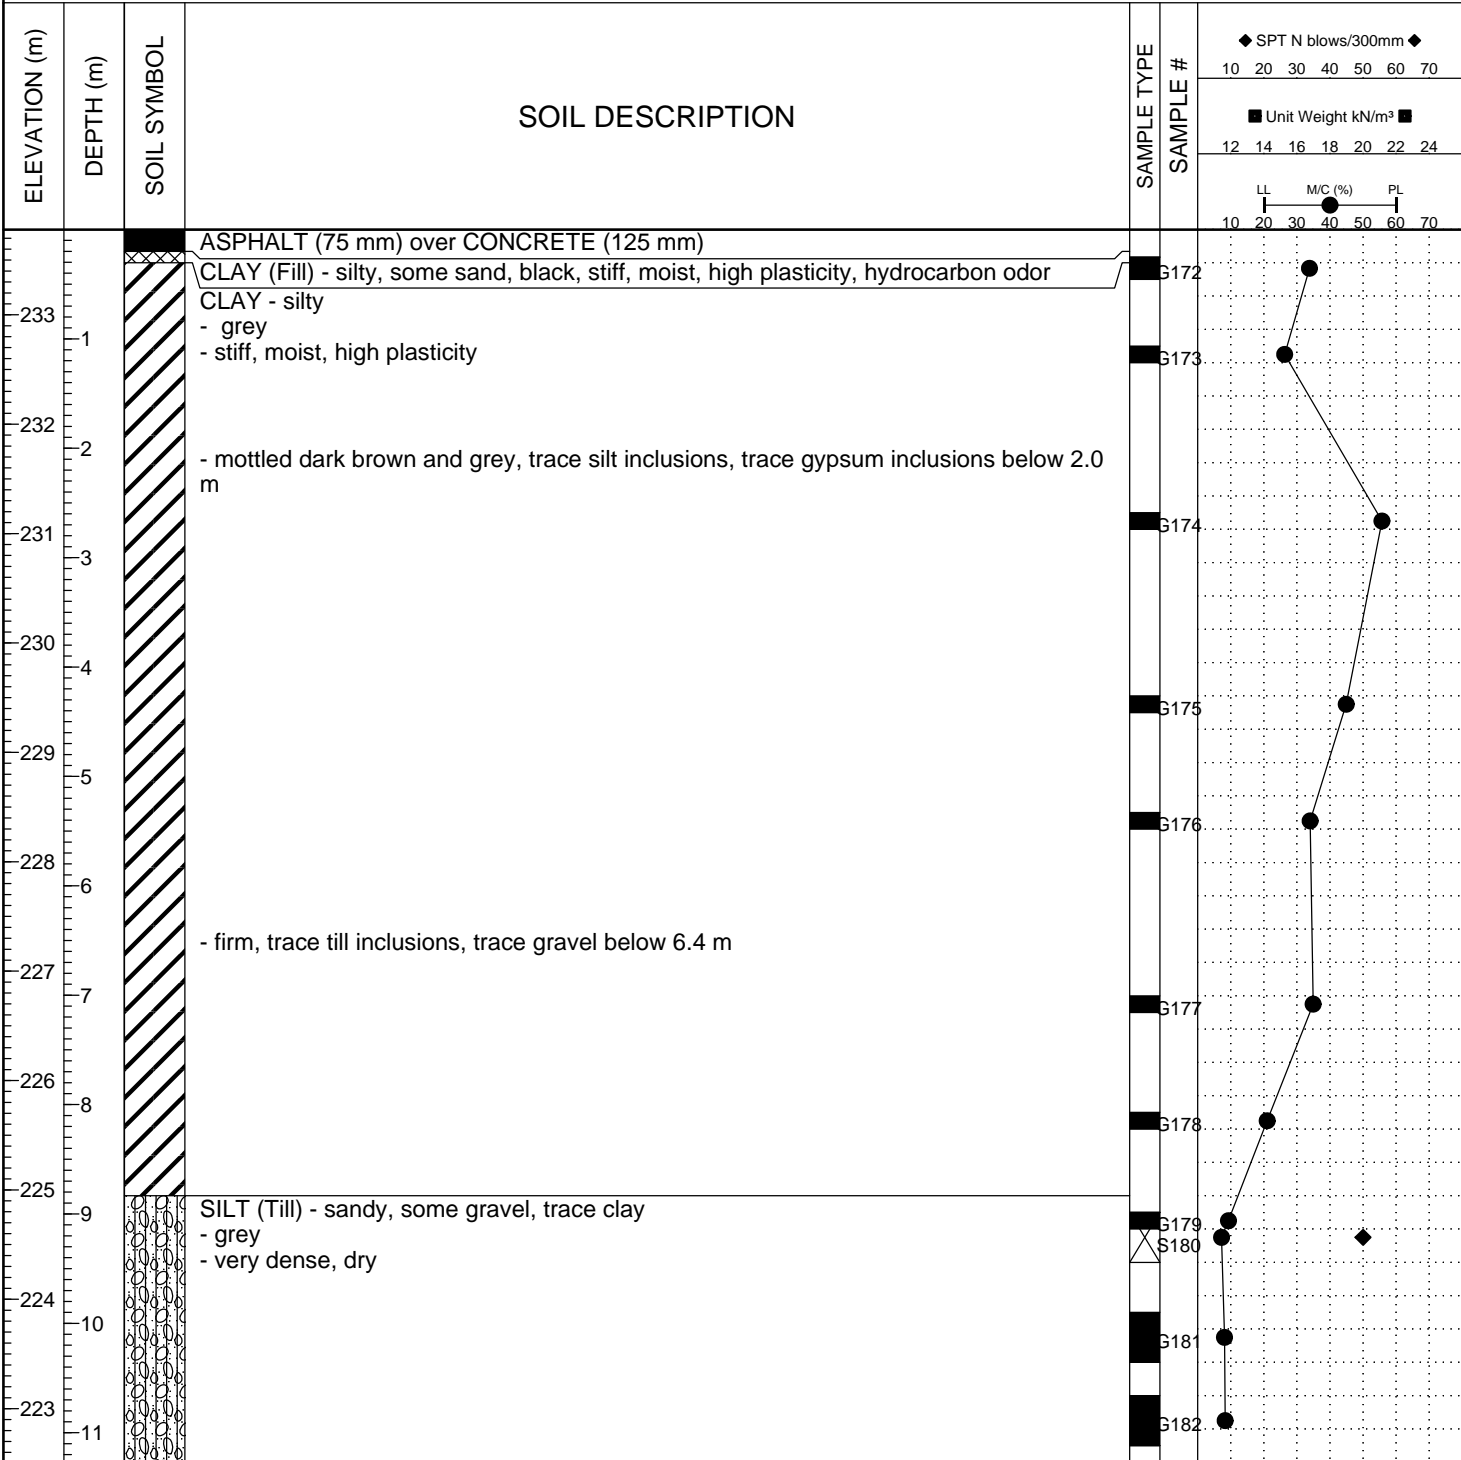 ELEVATION (m)
DEPTH (m)
SOIL SYMBOL
SOIL DESCRIPTION
SAMPLE TYPE
SAMPLE #
◆ SPT N blows/300mm ◆
10 20 30 40 50 60 70
■ Unit Weight kN/m³ ■
12 14 16 18 20 22 24
LL M/C (%) PL
10 20 30 40 50 60 70
ASPHALT (75 mm) over CONCRETE (125 mm)
CLAY (Fill) - silty, some sand, black, stiff, moist, high plasticity, hydrocarbon odor
G172
CLAY - silty
233
- grey
1
- stiff, moist, high plasticity
G173
232
2
- mottled dark brown and grey, trace silt inclusions, trace gypsum inclusions below 2.0
m
G174
231
3
230
4
G175
229
5
G176
228
6
- firm, trace till inclusions, trace gravel below 6.4 m
227
7
G177
226
8
G178
225
SILT (Till) - sandy, some gravel, trace clay
9
G179
- grey
S180
- very dense, dry
224
10
G181
223
G182
11